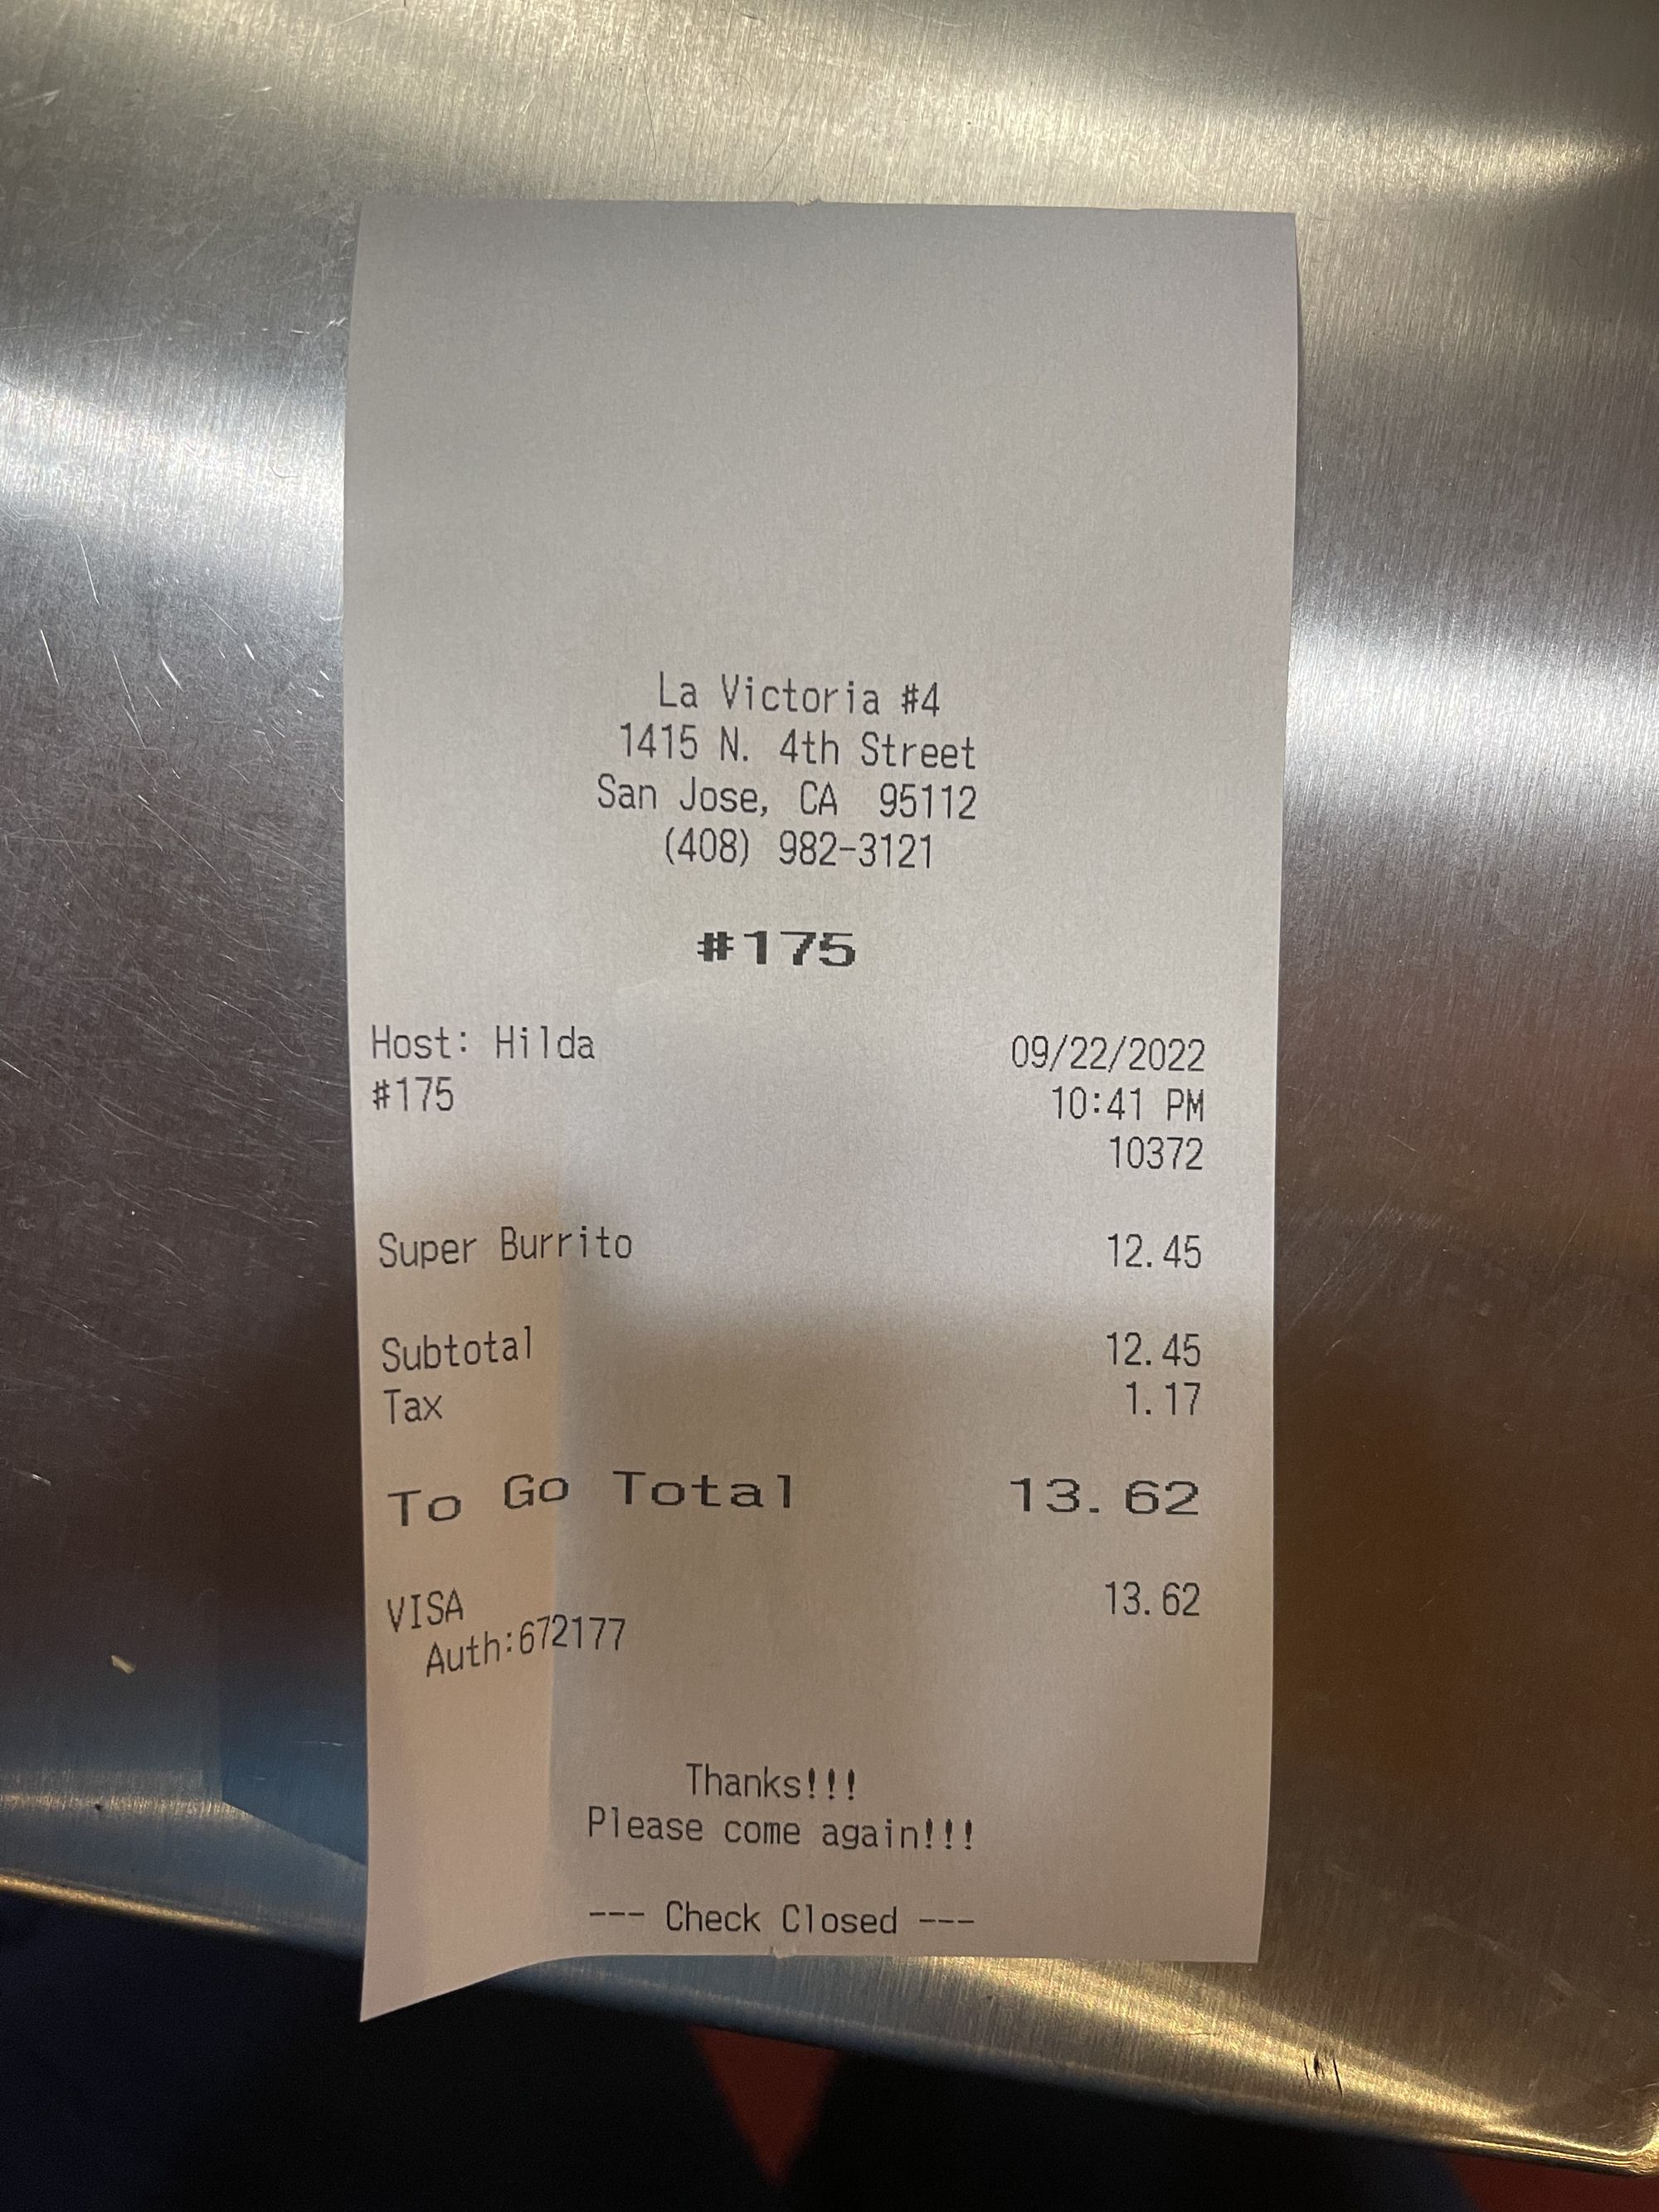 La Victoria #4
1415 N. 4th Street
San Jose, CA  95112
(408) 982-3121
#175
Host: Hilda 09/22/2022
#175 10:41 PM
10372
Super Burrito 12.45
Subtotal 12.45
Tax 1.17
To Go Total 13.62
VISA 13.62
Auth:672177
Thanks!!!
Please come again!!!
--- Check Closed ---